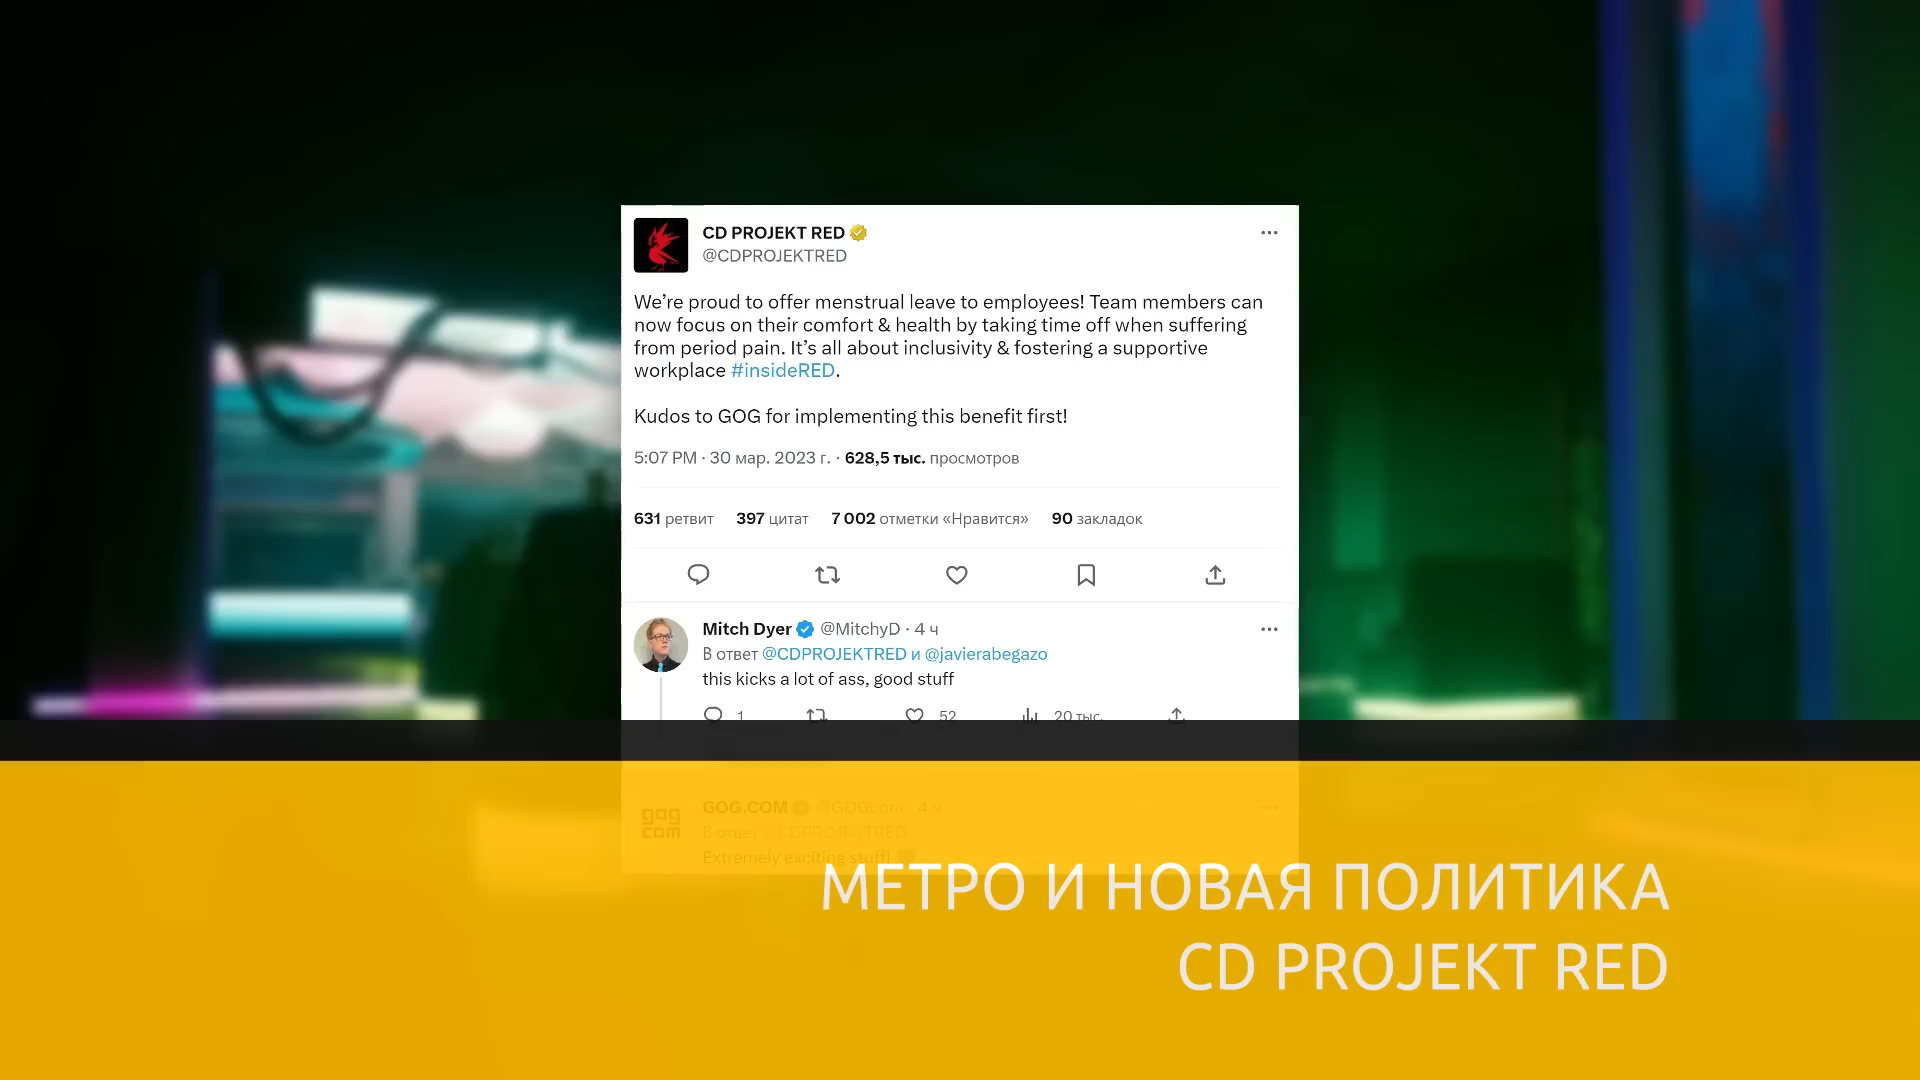 CD PROJEKT RED
@CDPROJEKTRED
We’re proud to offer menstrual leave to employees! Team members can
now focus on their comfort & health by taking time off when suffering
from period pain. It’s all about inclusivity & fostering a supportive
workplace #insideRED.
Kudos to GOG for implementing this benefit first!
5:07 PM · 30 мар. 2023 г. · 628,5 тыс. просмотров
631 ретвит 397 цитат 7 002 отметки «Нравится» 90 закладок
Mitch Dyer @MitchyD · 4 ч
В ответ @CDPROJEKTRED и @javierabegazo
this kicks a lot of ass, good stuff
1 52 20 тыс.
gog
com
GOG.COM @GOGcom · 4 ч
В ответ @CDPROJEKTRED
Extremely exciting stuff!
МЕТРО И НОВАЯ ПОЛИТИКА
CD PROJEKT RED